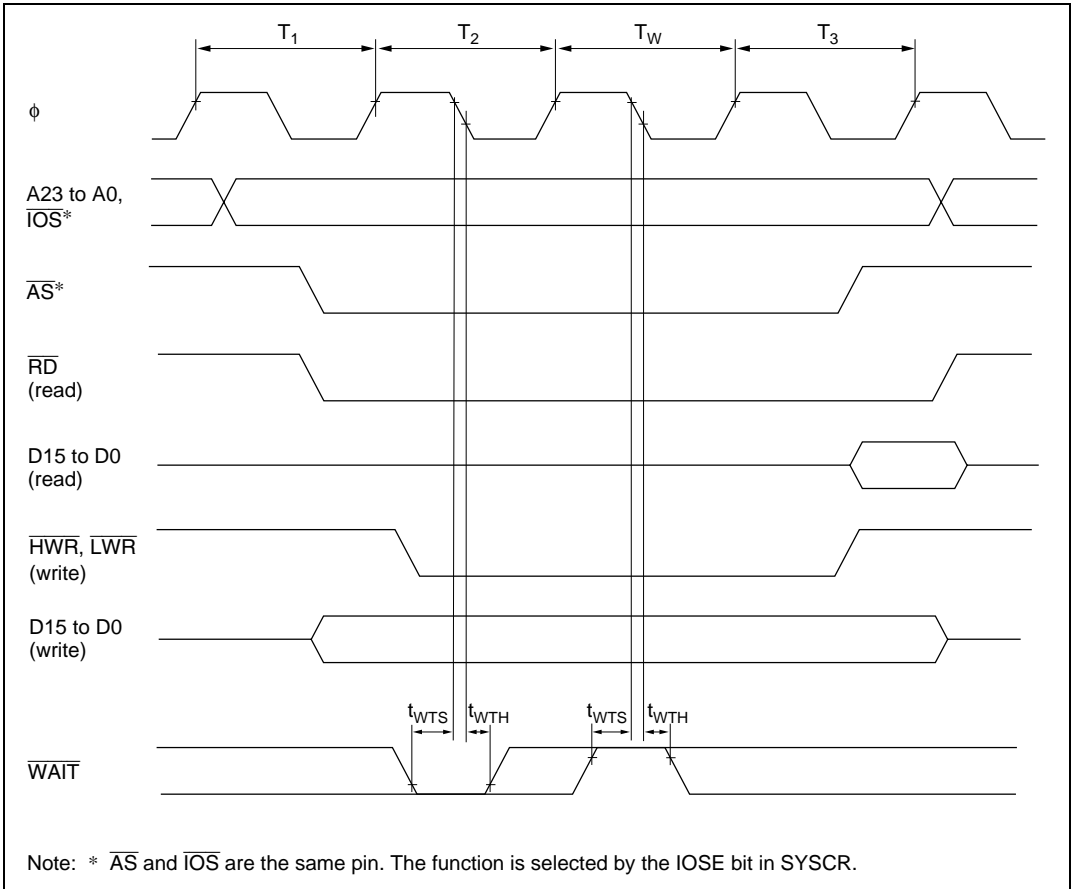 T1 T2 TW T3
ϕ
A23 to A0,
IOS*
AS*
RD
(read)
D15 to D0
(read)
HWR, LWR
(write)
D15 to D0
(write)
tWTS tWTH tWTS tWTH
WAIT
Note: * AS and IOS are the same pin. The function is selected by the IOSE bit in SYSCR.